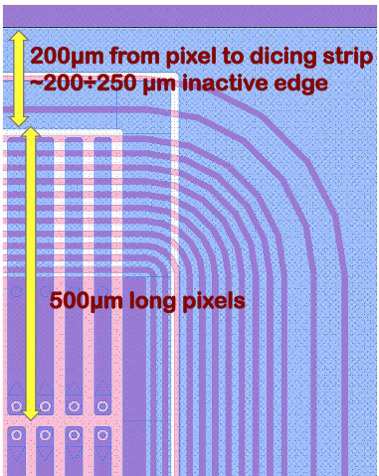 200µm from pixel to dicing strip
~200÷250 µm inactive edge
500µm long pixels